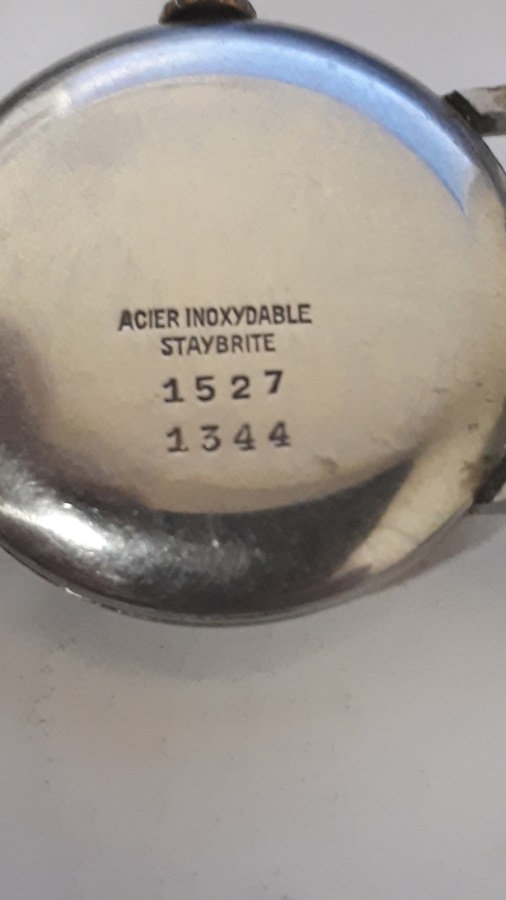 ACIER INOXYDABLE
STAYBRITE
1527
1344